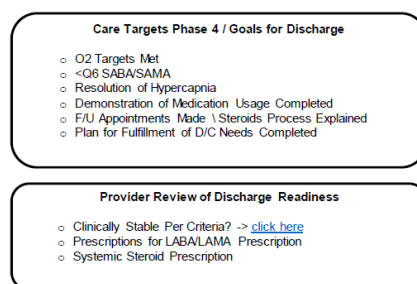 Care Targets Phase 4 / Goals for Discharge
o O2 Targets Met
o <Q6 SABA/SAMA
o Resolution of Hypercapnia
o Demonstration of Medication Usage Completed
o F/U Appointments Made \ Steroids Process Explained
o Plan for Fulfillment of D/C Needs Completed
Provider Review of Discharge Readiness
o Clinically Stable Per Criteria? -> click here
o Prescriptions for LABA/LAMA Prescription
o Systemic Steroid Prescription